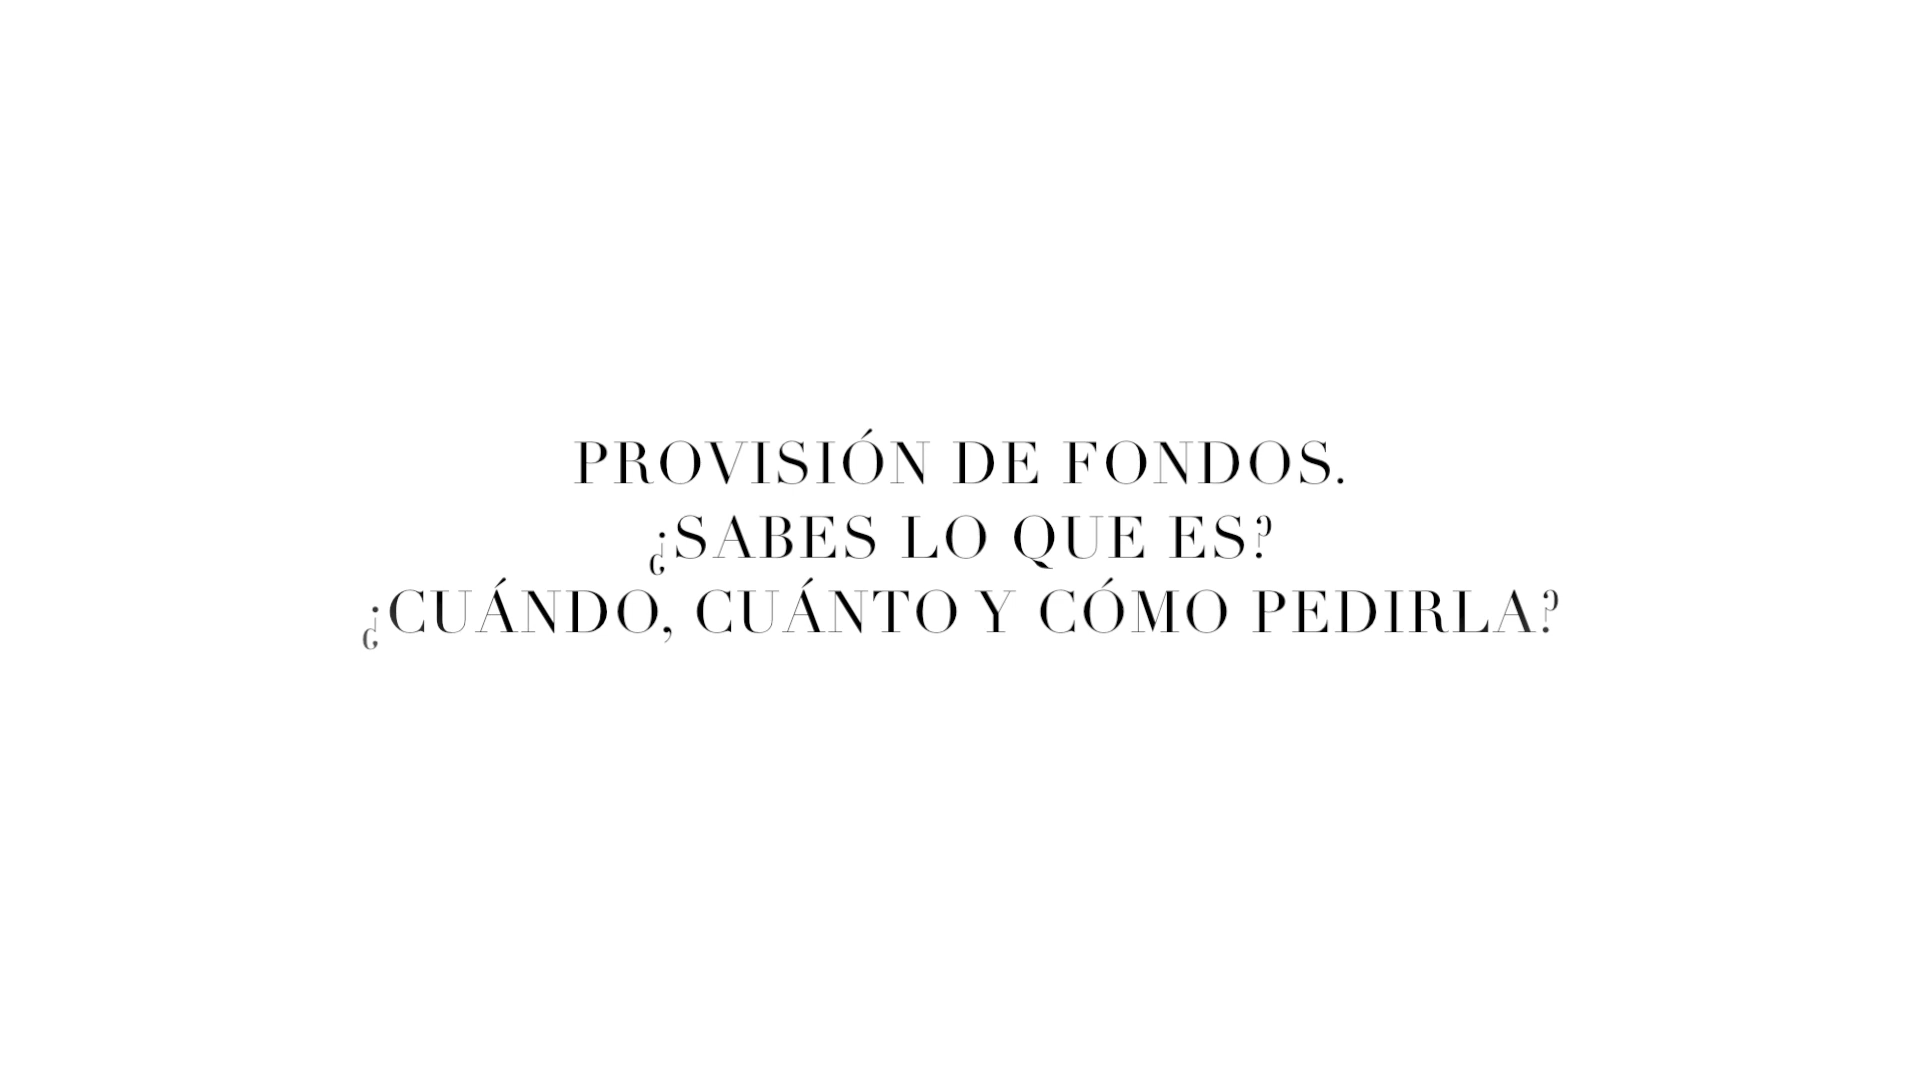 PROVISIÓN DE FONDOS.
¿SABES LO QUE ES?
¿CUÁNDO, CUÁNTO Y CÓMO PEDIRLA?